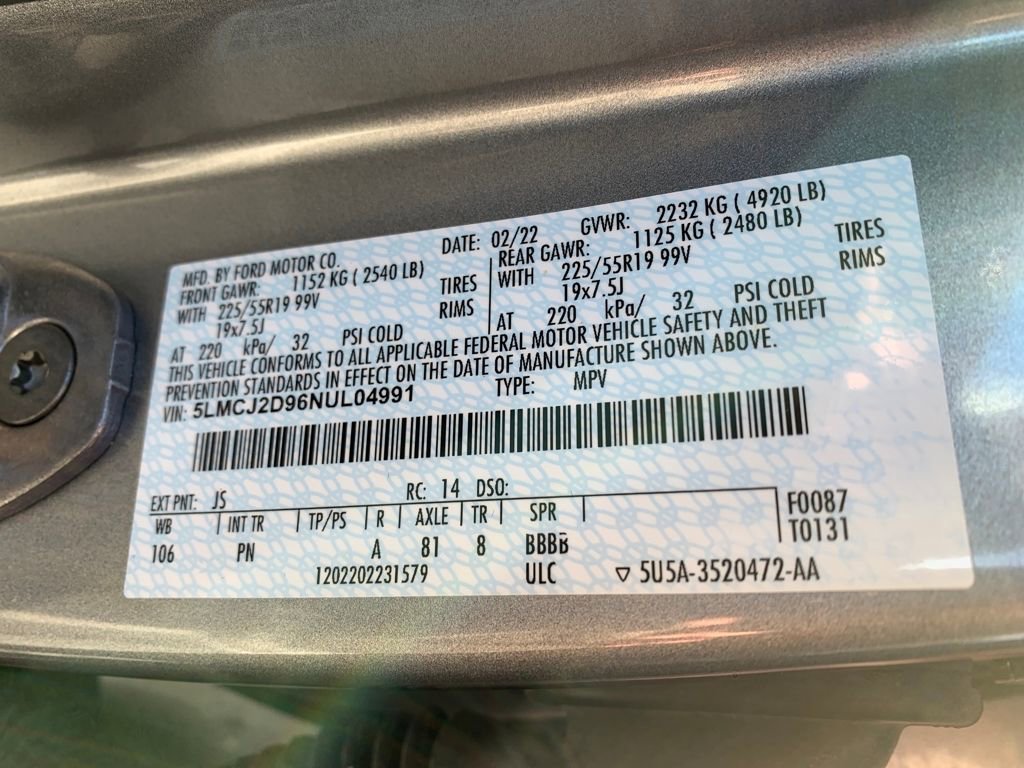 MFD. BY FORD MOTOR CO. DATE: 02/22 GVWR: 2232 KG ( 4920 LB)
FRONT GAWR: 1152 KG ( 2540 LB) REAR GAWR: 1125 KG ( 2480 LB)
WITH 225/55R19 99V TIRES WITH 225/55R19 99V TIRES
19x7.5J RIMS 19x7.5J RIMS
AT 220 kPa/ 32 PSI COLD AT 220 kPa/ 32 PSI COLD
THIS VEHICLE CONFORMS TO ALL APPLICABLE FEDERAL MOTOR VEHICLE SAFETY AND THEFT
PREVENTION STANDARDS IN EFFECT ON THE DATE OF MANUFACTURE SHOWN ABOVE.
VIN: 5LMCJ2D96NUL04991 TYPE: MPV
EXT PNT: JS RC: 14 DSO:
WB INT TR TP/PS R AXLE TR SPR F0087
106 PN A 81 8 BBBB T0131
1202202231579 ULC ▽ 5U5A-3520472-AA